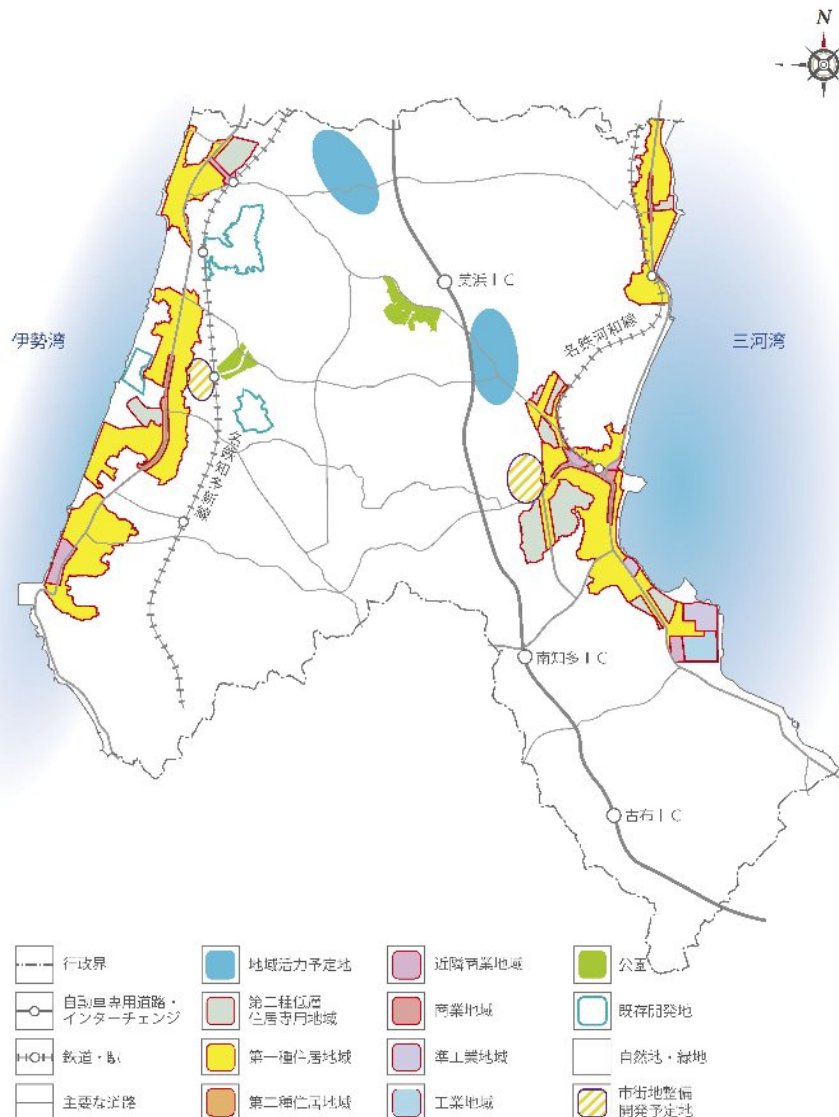 N
伊勢湾
三河湾
美浜IC
名鉄河和線
名鉄知多新線
南知多IC
古布IC
行政界
自動車専用道路・
インターチェンジ
鉄道・駅
主要な道路
地域活力予定地
第二種低層
住居専用地域
第一種住居地域
第二種住居地域
近隣商業地域
商業地域
準工業地域
工業地域
公園
既存開発地
自然地・緑地
市街地整備
開発予定地